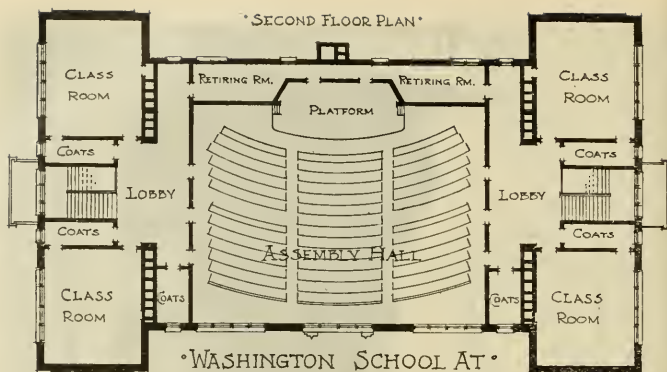 ·SECOND FLOOR PLAN·
CLASS
ROOM
RETIRING RM.
RETIRING RM.
CLASS
ROOM
PLATFORM
COATS
COATS
LOBBY
LOBBY
COATS
COATS
ASSEMBLY HALL
CLASS
ROOM
COATS
COATS
CLASS
ROOM
·WASHINGTON SCHOOL AT·